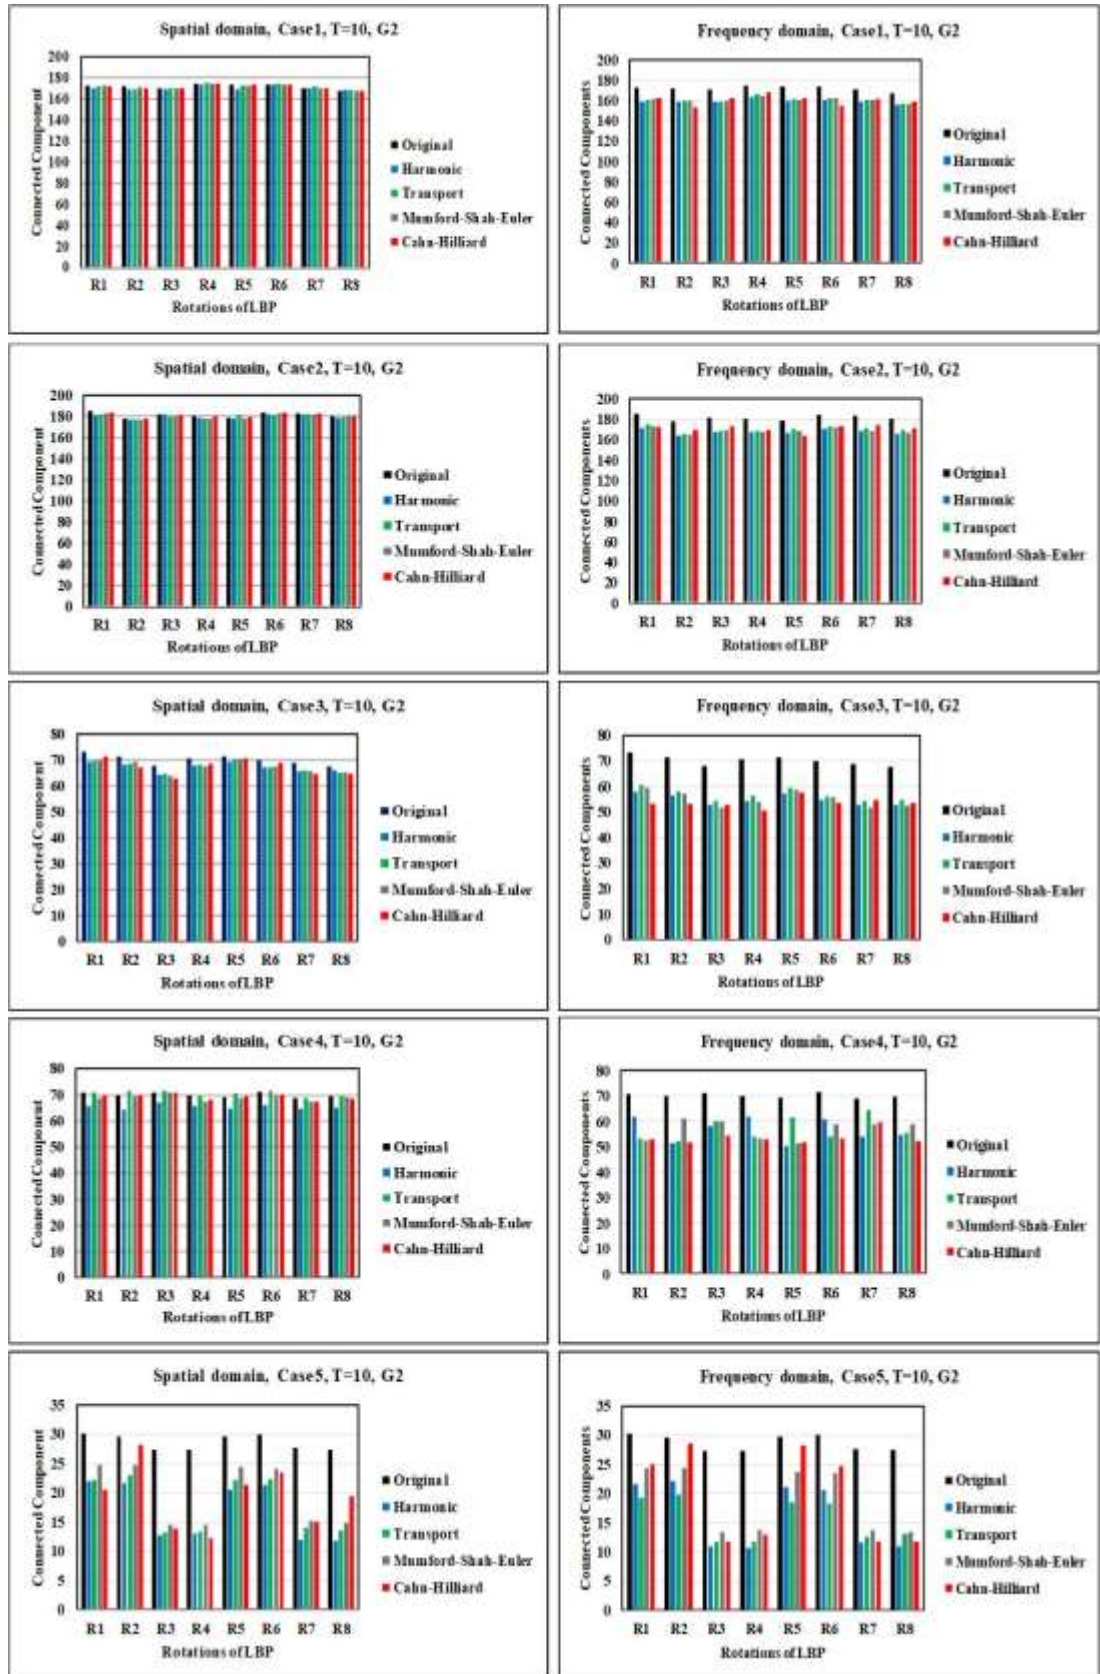 Spatial domain, Case1, T=10, G2
Connected Component
200
180
160
140
120
100
80
60
40
20
0
R1 R2 R3 R4 R5 R6 R7 R8
Rotations of LBP
Original
Harmonic
Transport
Mumford-Shah-Euler
Cahn-Hilliard
Frequency domain, Case1, T=10, G2
Connected Components
200
180
160
140
120
100
80
60
40
20
0
R1 R2 R3 R4 R5 R6 R7 R8
Rotations of LBP
Original
Harmonic
Transport
Mumford-Shah-Euler
Cahn-Hilliard
Spatial domain, Case2, T=10, G2
Connected Component
200
180
160
140
120
100
80
60
40
20
0
R1 R2 R3 R4 R5 R6 R7 R8
Rotations of LBP
Original
Harmonic
Transport
Mumford-Shah-Euler
Cahn-Hilliard
Frequency domain, Case2, T=10, G2
Connected Components
200
180
160
140
120
100
80
60
40
20
0
R1 R2 R3 R4 R5 R6 R7 R8
Rotations of LBP
Original
Harmonic
Transport
Mumford-Shah-Euler
Cahn-Hilliard
Spatial domain, Case3, T=10, G2
Connected Component
80
70
60
50
40
30
20
10
0
R1 R2 R3 R4 R5 R6 R7 R8
Rotations of LBP
Original
Harmonic
Transport
Mumford-Shah-Euler
Cahn-Hilliard
Frequency domain, Case3, T=10, G2
Connected Components
80
70
60
50
40
30
20
10
0
R1 R2 R3 R4 R5 R6 R7 R8
Rotations of LBP
Original
Harmonic
Transport
Mumford-Shah-Euler
Cahn-Hilliard
Spatial domain, Case4, T=10, G2
Connected Component
80
70
60
50
40
30
20
10
0
R1 R2 R3 R4 R5 R6 R7 R8
Rotations of LBP
Original
Harmonic
Transport
Mumford-Shah-Euler
Cahn-Hilliard
Frequency domain, Case4, T=10, G2
Connected Components
80
70
60
50
40
30
20
10
0
R1 R2 R3 R4 R5 R6 R7 R8
Rotations of LBP
Original
Harmonic
Transport
Mumford-Shah-Euler
Cahn-Hilliard
Spatial domain, Case5, T=10, G2
Connected Component
35
30
25
20
15
10
5
0
R1 R2 R3 R4 R5 R6 R7 R8
Rotations of LBP
Original
Harmonic
Transport
Mumford-Shah-Euler
Cahn-Hilliard
Frequency domain, Case5, T=10, G2
Connected Components
35
30
25
20
15
10
5
0
R1 R2 R3 R4 R5 R6 R7 R8
Rotations of LBP
Original
Harmonic
Transport
Mumford-Shah-Euler
Cahn-Hilliard